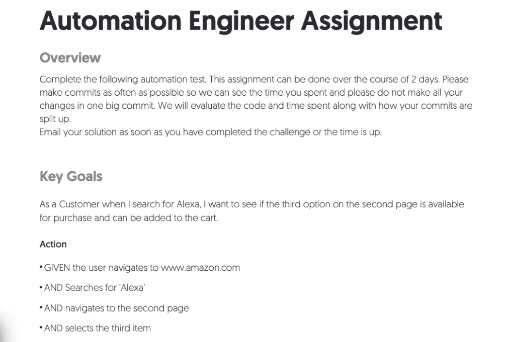 Automation Engineer Assignment
Overview
Complete the following automation test. This assignment can be done over the course of 2 days. Please
make commits as often as possible so we can see the time you spent and please do not make all your
changes in one big commit. We will evaluate the code and time spent along with how your commits are
split up.
Email your solution as soon as you have completed the challenge or the time is up.
Key Goals
As a Customer when I search for Alexa, I want to see if the third option on the second page is available
for purchase and can be added to the cart.
Action
• GIVEN the user navigates to www.amazon.com
• AND Searches for 'Alexa'
• AND navigates to the second page
• AND selects the third item